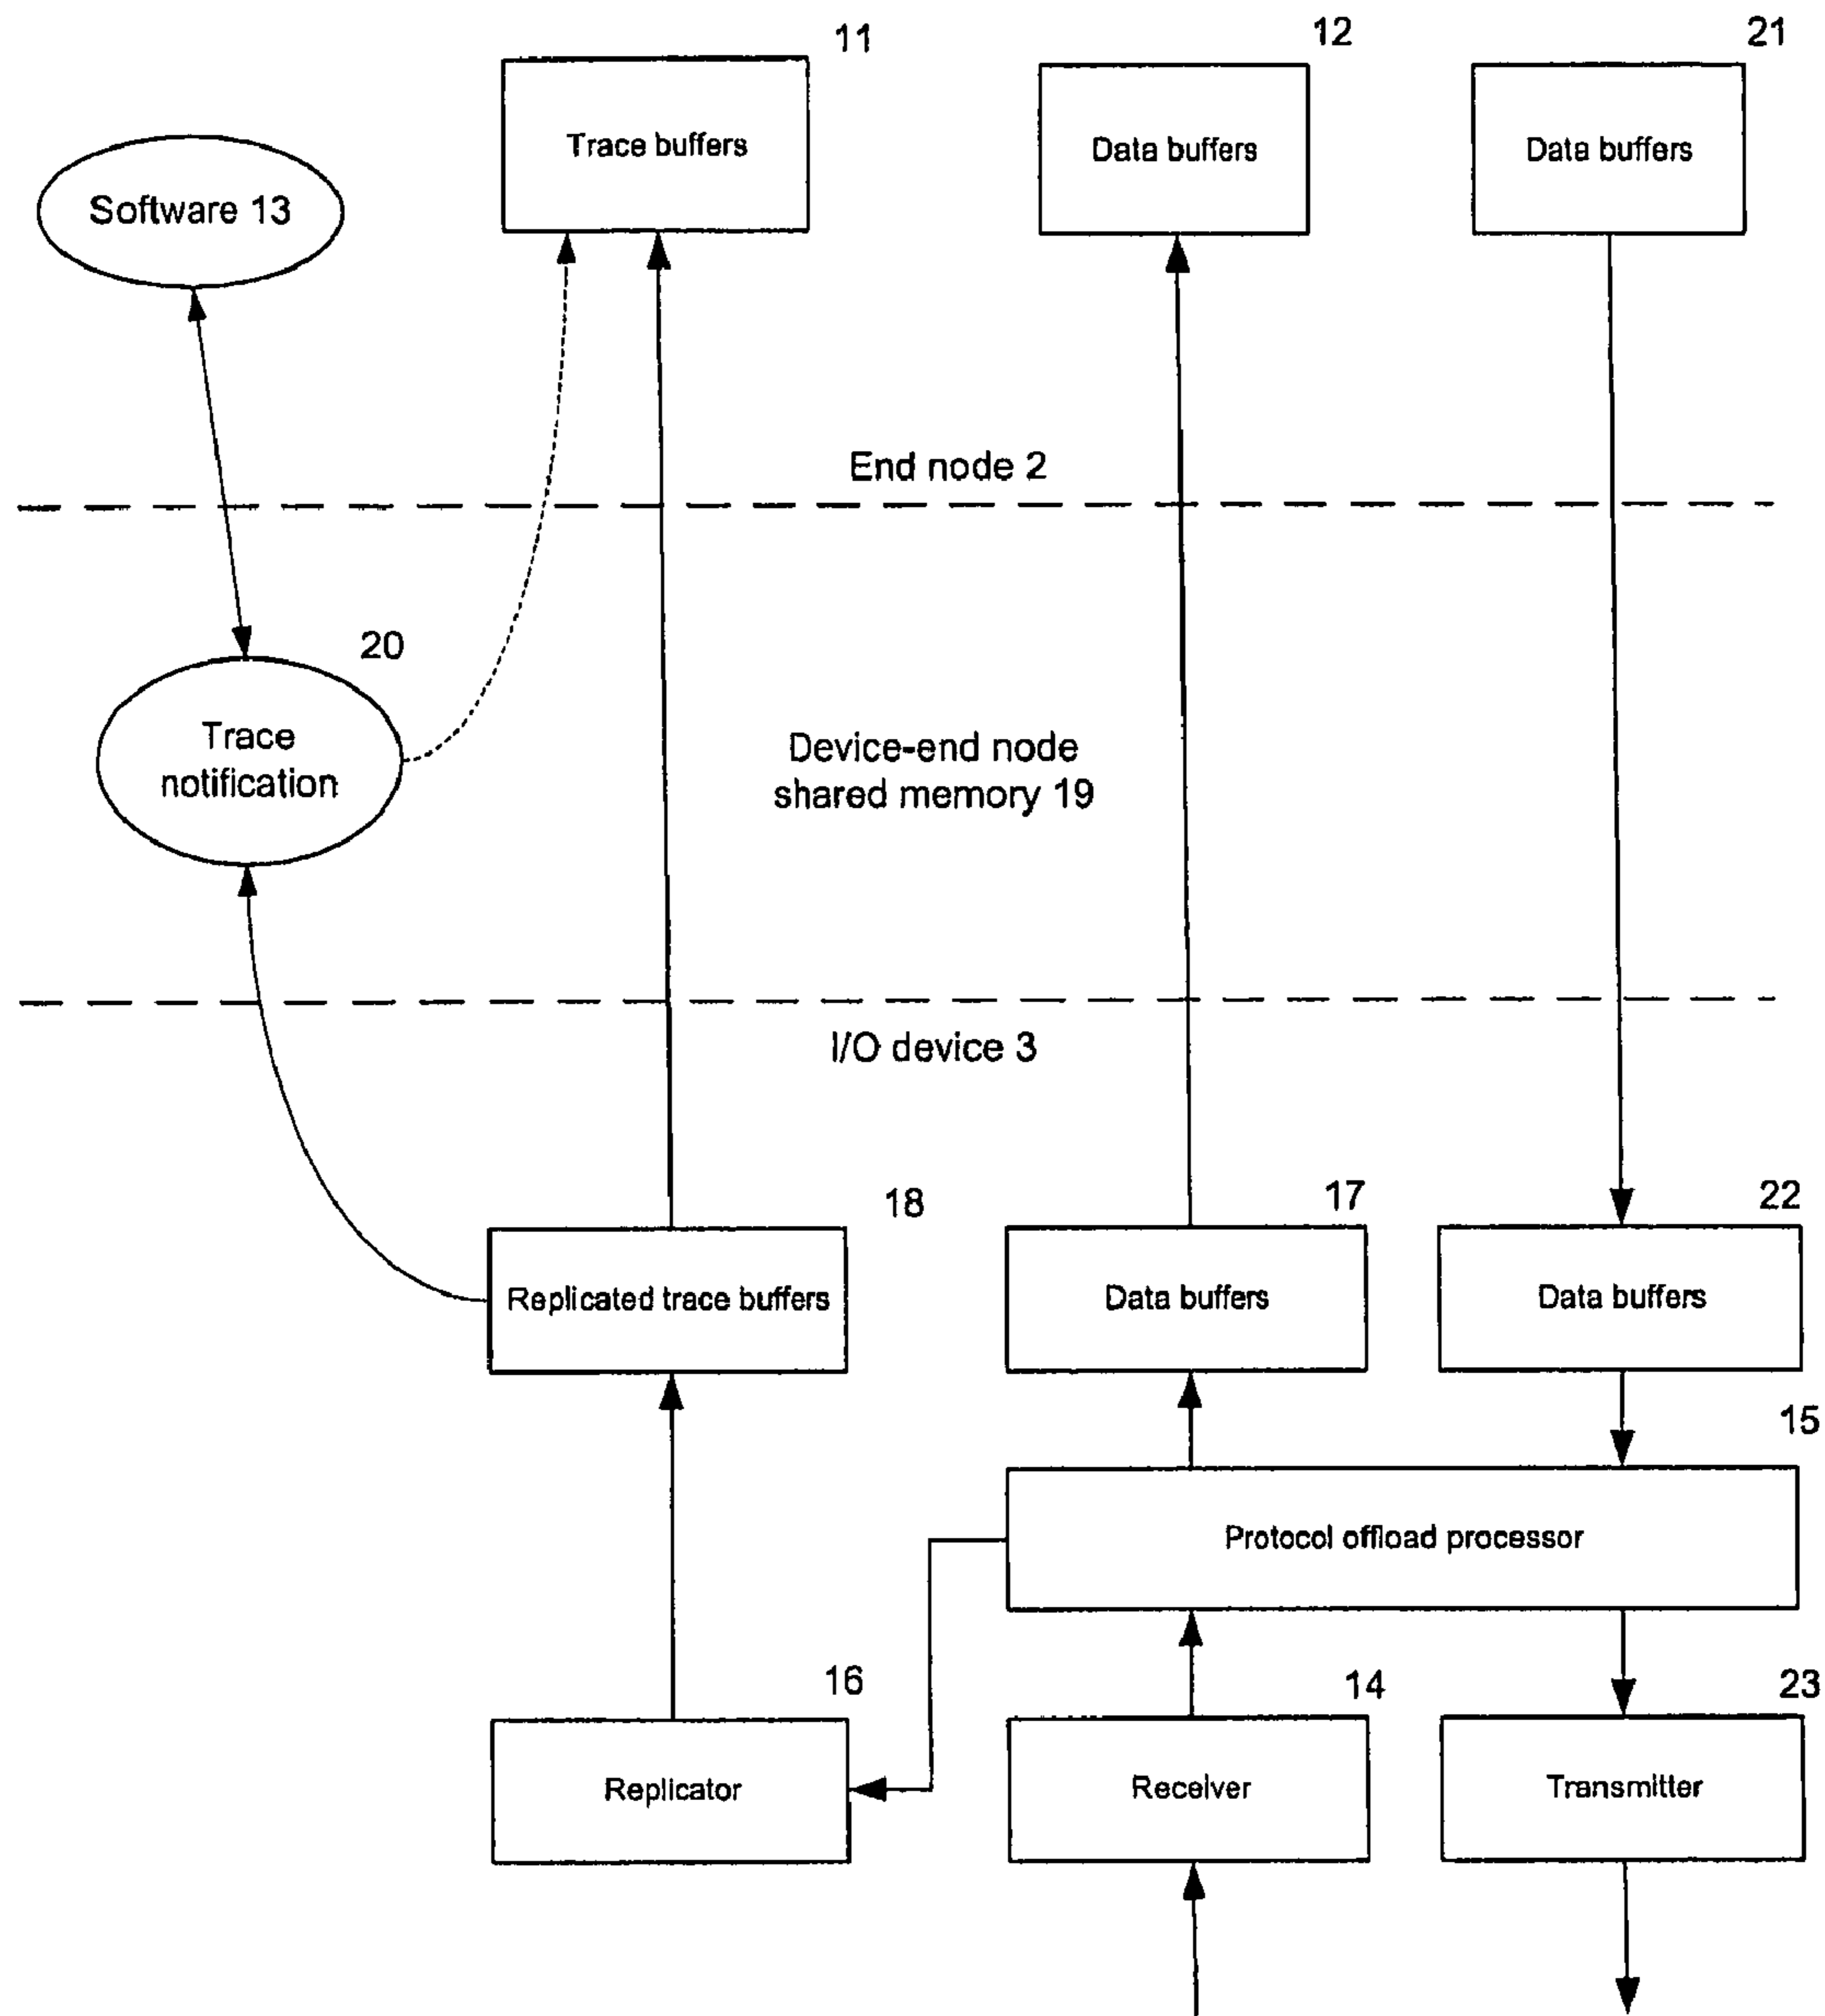 11
12
21
Trace buffers
Data buffers
Data buffers
Software 13
End node 2
20
Trace
notification
Device-end node
shared memory 19
I/O device 3
18
17
22
Replicated trace buffers
Data buffers
Data buffers
15
Protocol offload processor
16
14
23
Replicator
Receiver
Transmitter